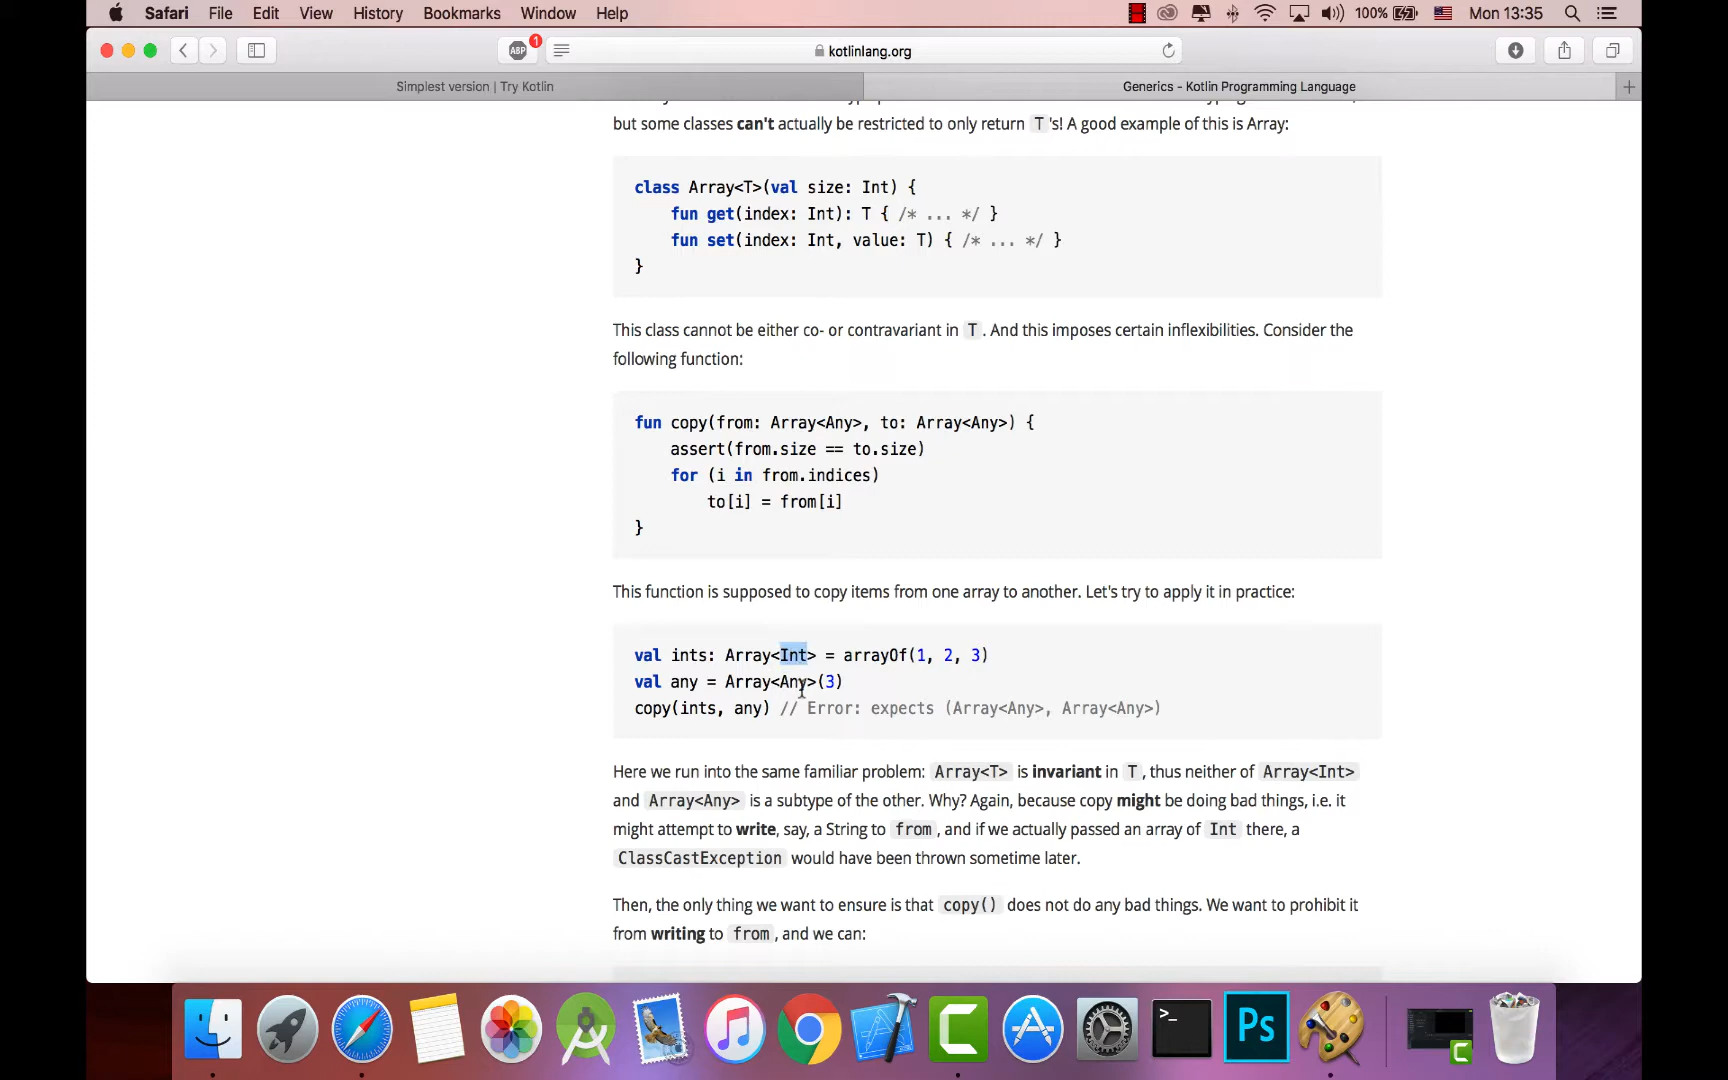 Safari File Edit View History Bookmarks Window Help 100% Mon 13:35
ABP 1 kotlinlang.org
Simplest version | Try Kotlin Generics - Kotlin Programming Language
but some classes can't actually be restricted to only return T 's! A good example of this is Array:
class Array<T>(val size: Int) {
fun get(index: Int): T { /* ... */ }
fun set(index: Int, value: T) { /* ... */ }
}
This class cannot be either co- or contravariant in T . And this imposes certain inflexibilities. Consider the
following function:
fun copy(from: Array<Any>, to: Array<Any>) {
assert(from.size == to.size)
for (i in from.indices)
to[i] = from[i]
}
This function is supposed to copy items from one array to another. Let's try to apply it in practice:
val ints: Array<Int> = arrayOf(1, 2, 3)
val any = Array<Any>(3)
copy(ints, any) // Error: expects (Array<Any>, Array<Any>)
Here we run into the same familiar problem: Array<T> is invariant in T , thus neither of Array<Int>
and Array<Any> is a subtype of the other. Why? Again, because copy might be doing bad things, i.e. it
might attempt to write, say, a String to from , and if we actually passed an array of Int there, a
ClassCastException would have been thrown sometime later.
Then, the only thing we want to ensure is that copy() does not do any bad things. We want to prohibit it
from writing to from , and we can:
>_ Ps